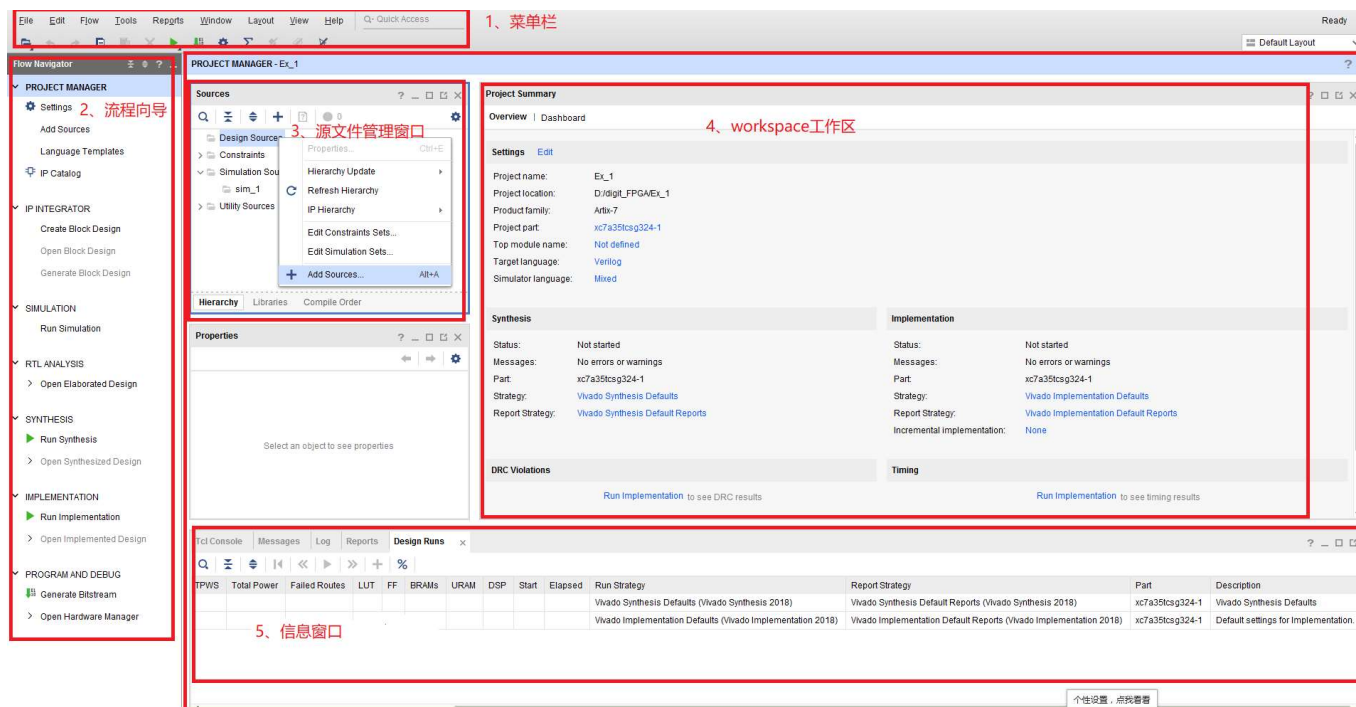 File Edit Flow Tools Reports Window Layout View Help Q- Quick Access
1、菜单栏
Ready
Default Layout
Flow Navigator
PROJECT MANAGER
Settings
2、流程向导
Add Sources
Language Templates
IP Catalog
IP INTEGRATOR
Create Block Design
Open Block Design
Generate Block Design
SIMULATION
Run Simulation
RTL ANALYSIS
Open Elaborated Design
SYNTHESIS
Run Synthesis
Open Synthesized Design
IMPLEMENTATION
Run Implementation
Open Implemented Design
PROGRAM AND DEBUG
Generate Bitstream
Open Hardware Manager
PROJECT MANAGER - Ex_1
Sources
0
3、源文件管理窗口
Design Sources
Constraints
Simulation Sou
sim_1
Utility Sources
Properties... Ctrl+E
Hierarchy Update
Refresh Hierarchy
IP Hierarchy
Edit Constraints Sets...
Edit Simulation Sets...
Add Sources... Alt+A
Hierarchy Libraries Compile Order
Properties
Select an object to see properties
Project Summary
Overview | Dashboard
4、workspace工作区
Settings Edit
Project name: Ex_1
Project location: D:/digit_FPGA/Ex_1
Product family: Artix-7
Project part: xc7a35tcsg324-1
Top module name: Not defined
Target language: Verilog
Simulator language: Mixed
Synthesis
Status: Not started
Messages: No errors or warnings
Part: xc7a35tcsg324-1
Strategy: Vivado Synthesis Defaults
Report Strategy: Vivado Synthesis Default Reports
Implementation
Status: Not started
Messages: No errors or warnings
Part: xc7a35tcsg324-1
Strategy: Vivado Implementation Defaults
Report Strategy: Vivado Implementation Default Reports
Incremental implementation: None
DRC Violations
Run Implementation to see DRC results
Timing
Run Implementation to see timing results
Tcl Console Messages Log Reports Design Runs
TPWS Total Power Failed Routes LUT FF BRAMs URAM DSP Start Elapsed Run Strategy Report Strategy Part Description
Vivado Synthesis Defaults (Vivado Synthesis 2018) Vivado Synthesis Default Reports (Vivado Synthesis 2018) xc7a35tcsg324-1 Vivado Synthesis Defaults
Vivado Implementation Defaults (Vivado Implementation 2018) Vivado Implementation Default Reports (Vivado Implementation 2018) xc7a35tcsg324-1 Default settings for Implementation.
5、信息窗口
个性设置，点我看看